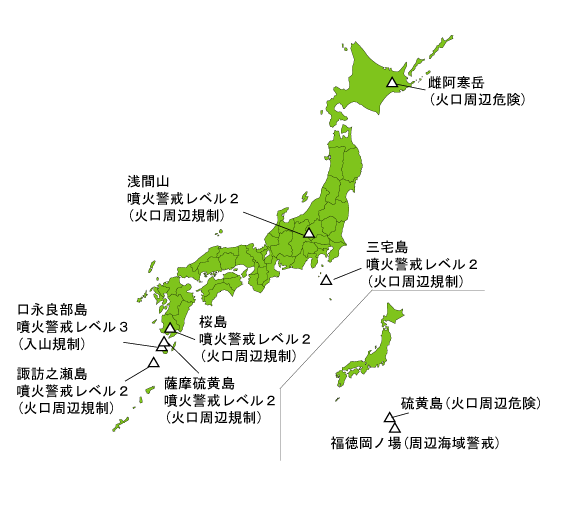 雌阿寒岳
（火口周辺危険）
浅間山
噴火警戒レベル２
（火口周辺規制）
三宅島
噴火警戒レベル２
（火口周辺規制）
口永良部島
噴火警戒レベル３
（入山規制）
桜島
噴火警戒レベル２
（火口周辺規制）
諏訪之瀬島
噴火警戒レベル２
（火口周辺規制）
薩摩硫黄島
噴火警戒レベル２
（火口周辺規制）
硫黄島（火口周辺危険）
福徳岡ノ場（周辺海域警戒）